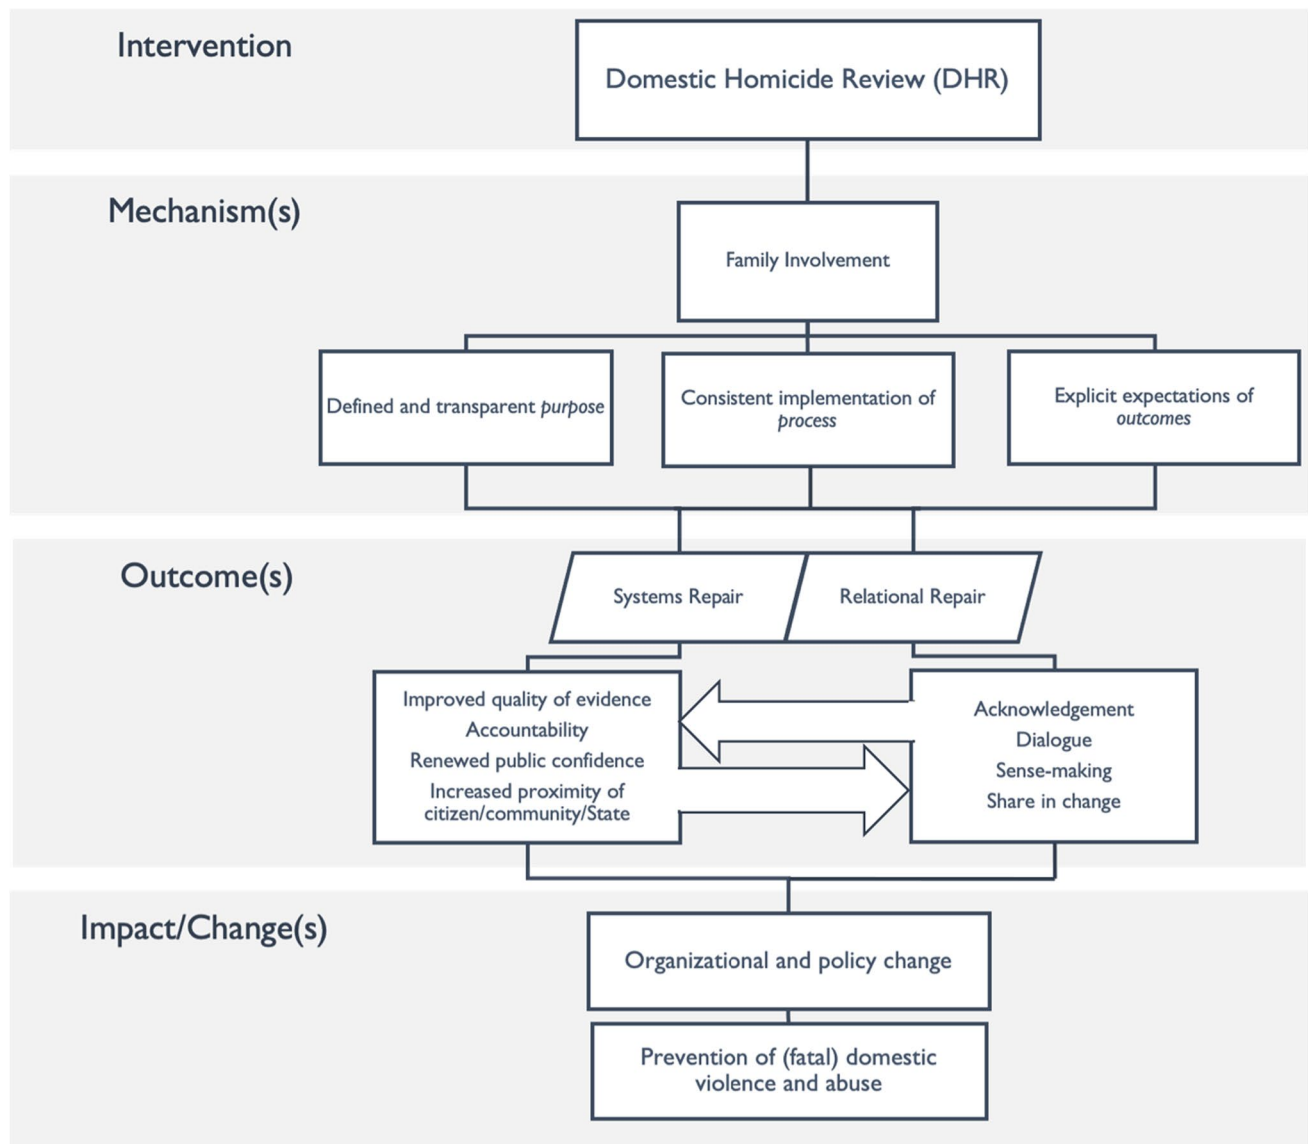 Intervention
Domestic Homicide Review (DHR)
Mechanism(s)
Family Involvement
Defined and transparent purpose
Consistent implementation of
process
Explicit expectations of
outcomes
Outcome(s)
Systems Repair
Relational Repair
Improved quality of evidence
Accountability
Renewed public confidence
Increased proximity of
citizen/community/State
Acknowledgement
Dialogue
Sense-making
Share in change
Impact/Change(s)
Organizational and policy change
Prevention of (fatal) domestic
violence and abuse